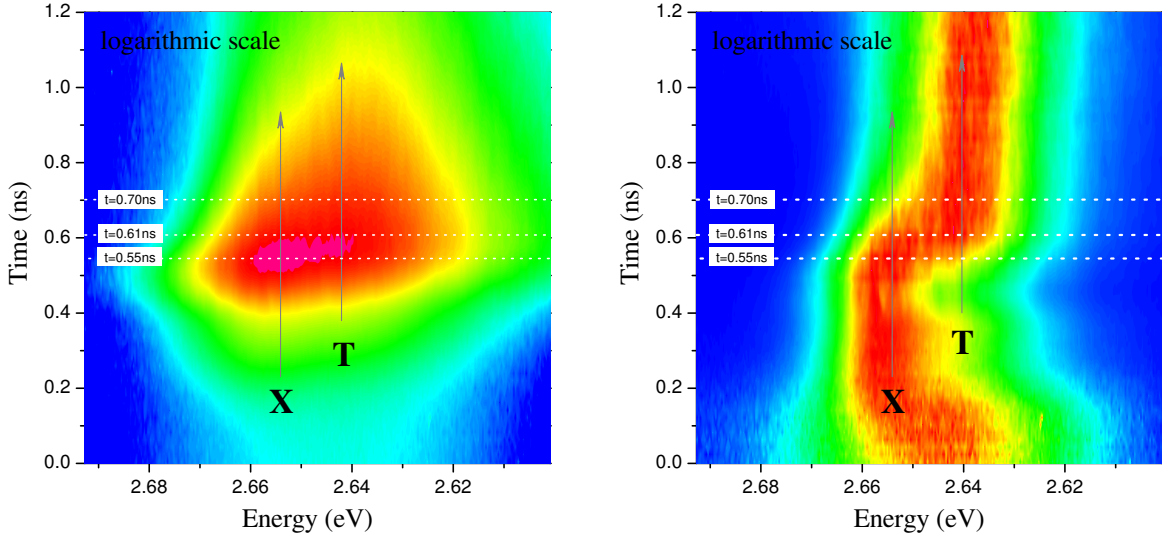 logarithmic scale
1.2
1.0
0.8
0.6
0.4
0.2
0.0
Time (ns)
t=0.70ns
t=0.61ns
t=0.55ns
T
X
2.68
2.66
2.64
2.62
Energy (eV)
logarithmic scale
1.2
1.0
0.8
0.6
0.4
0.2
0.0
Time (ns)
t=0.70ns
t=0.61ns
t=0.55ns
T
X
2.68
2.66
2.64
2.62
Energy (eV)